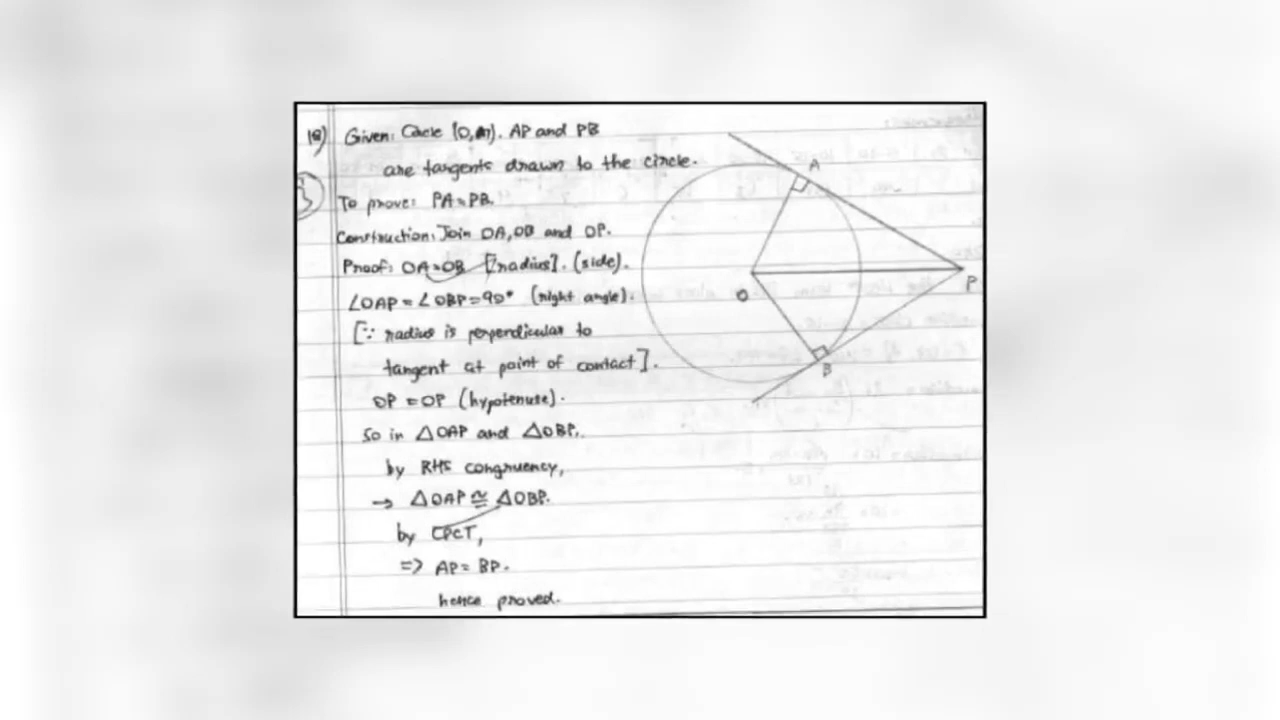 18) Given: Circle (O, r). AP and PB
are tangents drawn to the circle.
To prove: PA = PB.
Construction: Join OA, OB and OP.
Proof: OA = OB [∵ radius]. (side).
∠OAP = ∠OBP = 90° (right angle).
[∵ radius is perpendicular to
tangent at point of contact].
OP = OP (hypotenuse).
So in △OAP and △OBP,
by RHS congruency,
→ △OAP ≅ △OBP.
by CPCT,
=> AP = BP.
hence proved.
A
P
O
B